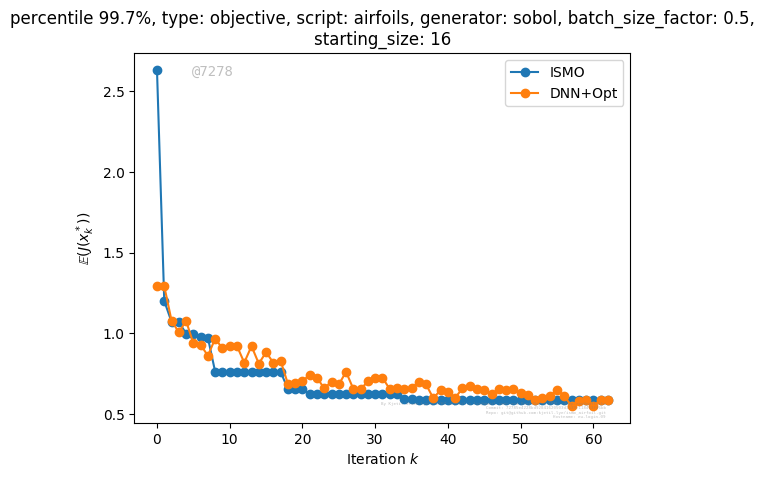 percentile 99.7%, type: objective, script: airfoils, generator: sobol, batch_size_factor: 0.5,
starting_size: 16
@7278
ISMO
DNN+Opt
2.5
2.0
1.5
1.0
0.5
𝔼(J(x*ₖ))
0
10
20
30
40
50
60
Iteration k